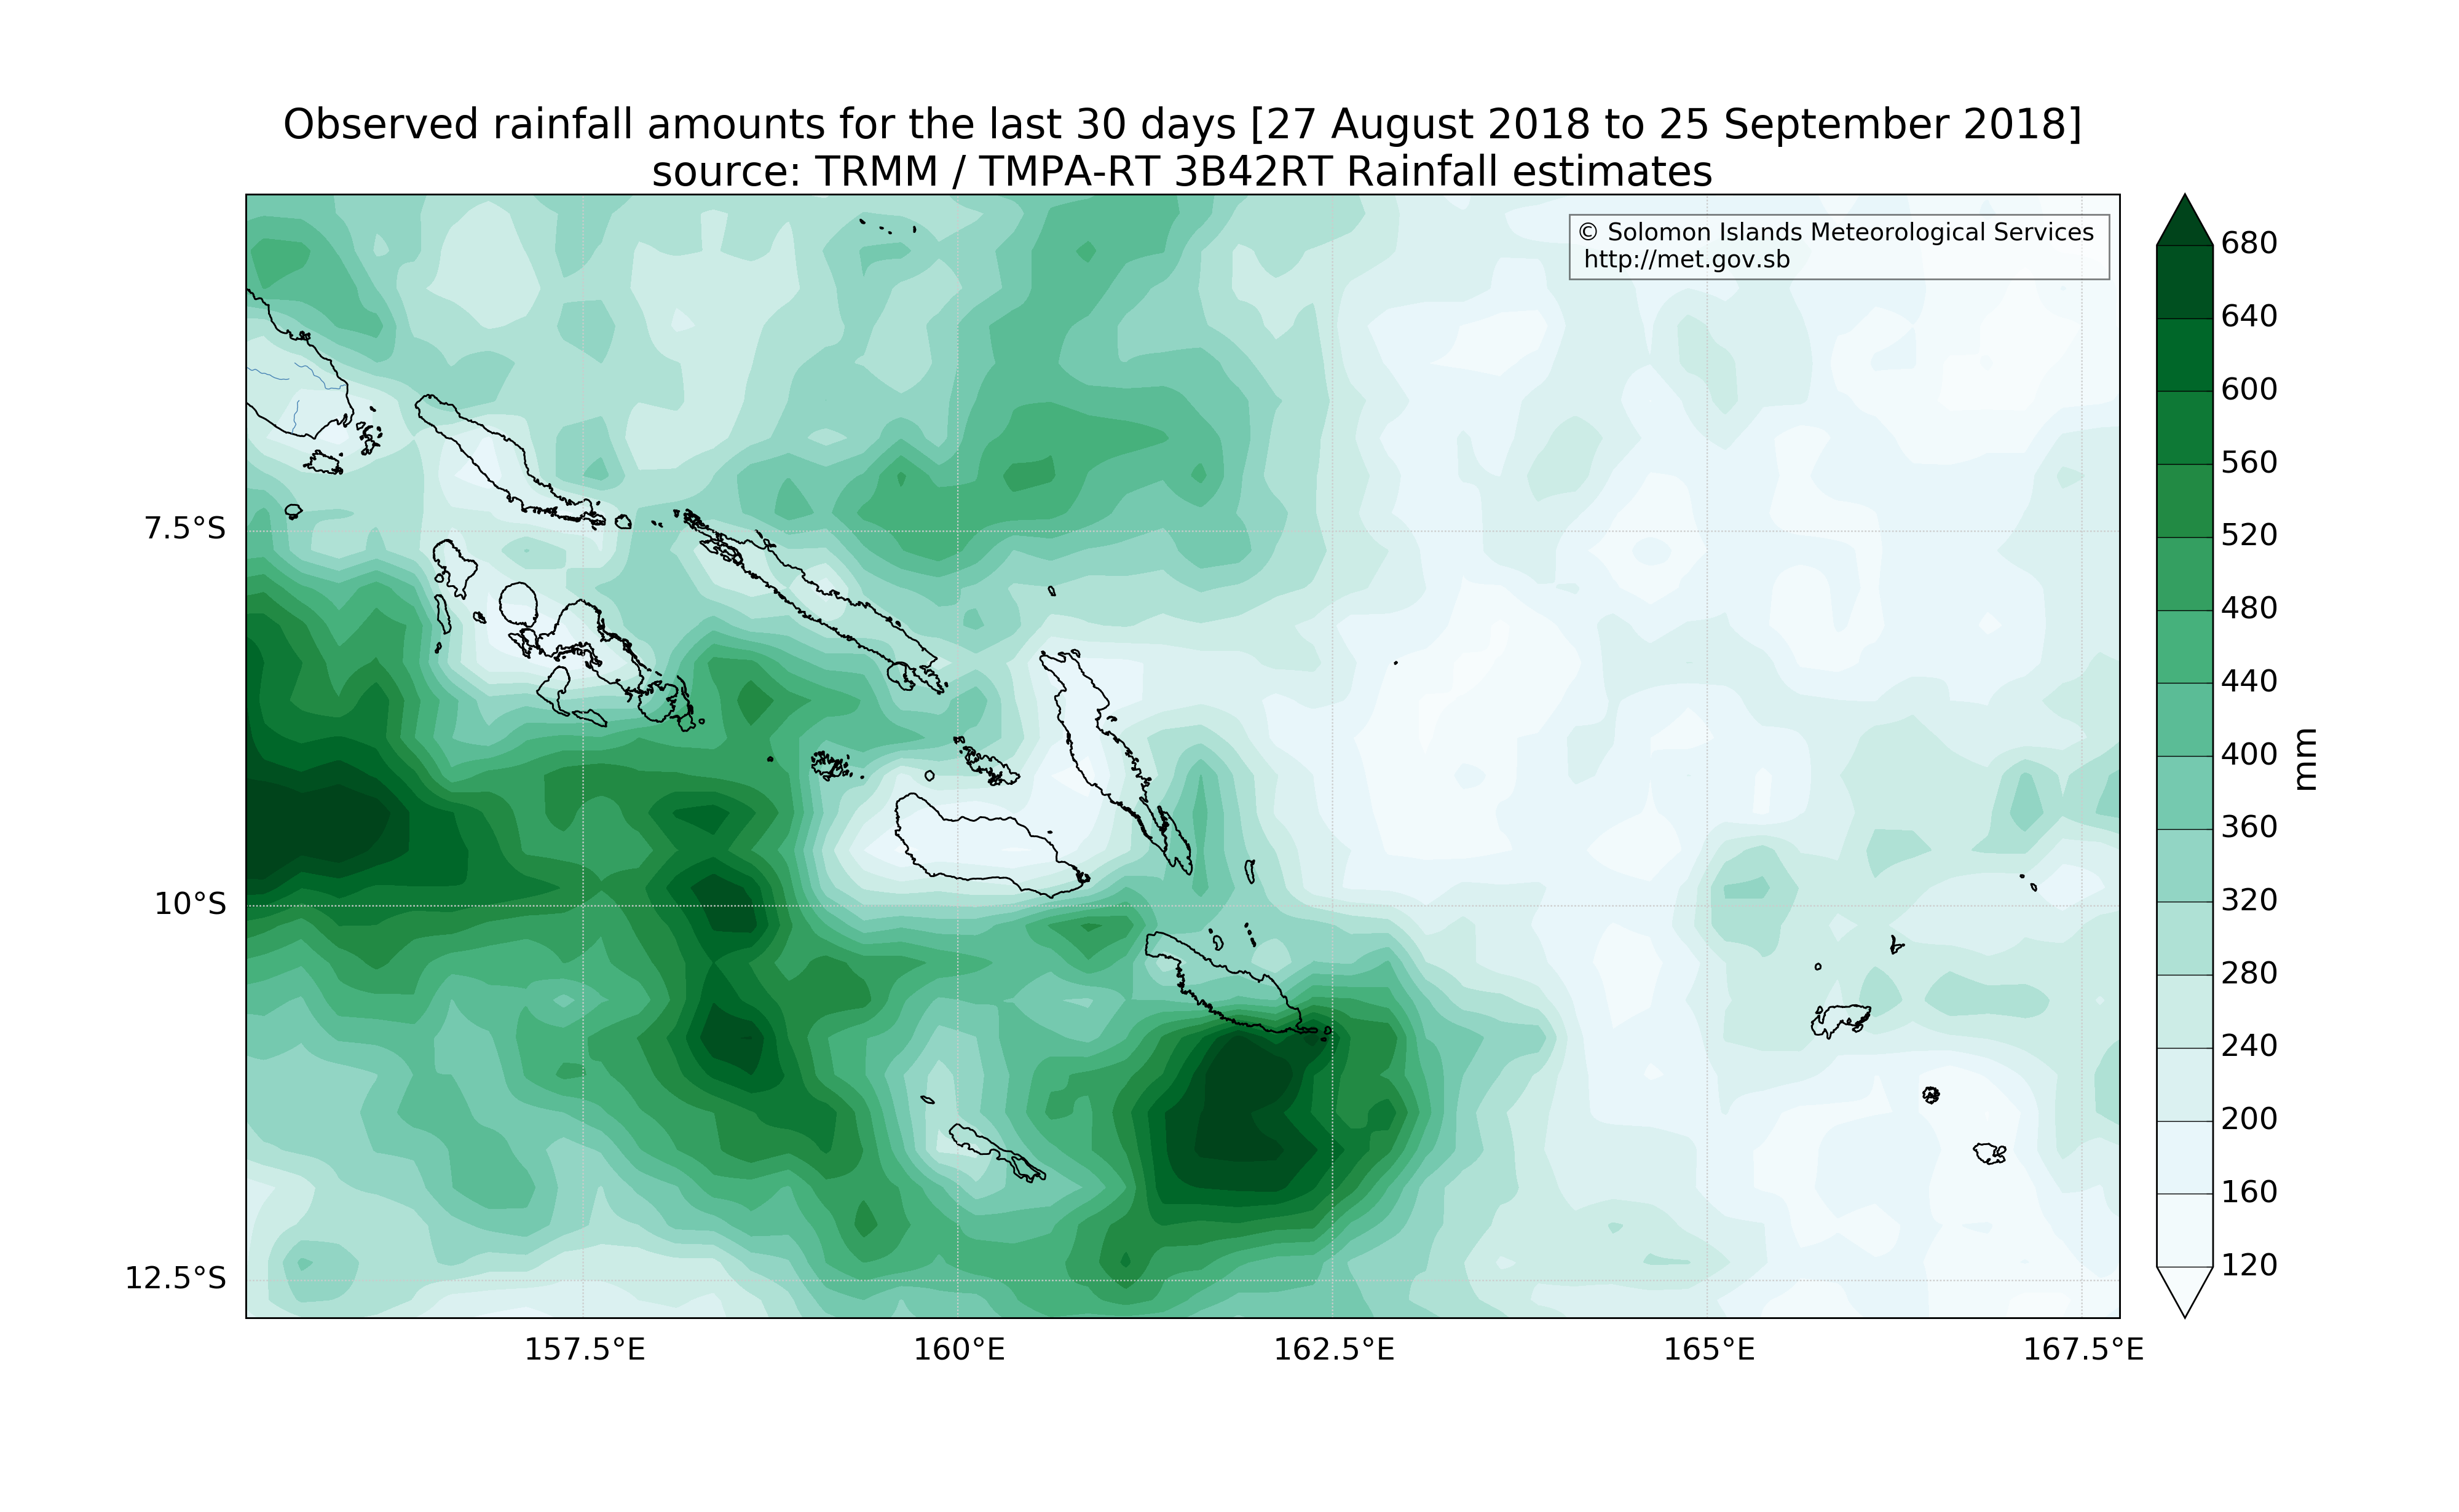 Observed rainfall amounts for the last 30 days [27 August 2018 to 25 September 2018]
source: TRMM / TMPA-RT 3B42RT Rainfall estimates
© Solomon Islands Meteorological Services
http://met.gov.sb
7.5°S
10°S
12.5°S
157.5°E
160°E
162.5°E
165°E
167.5°E
680
640
600
560
520
480
440
400
360
320
280
240
200
160
120
mm